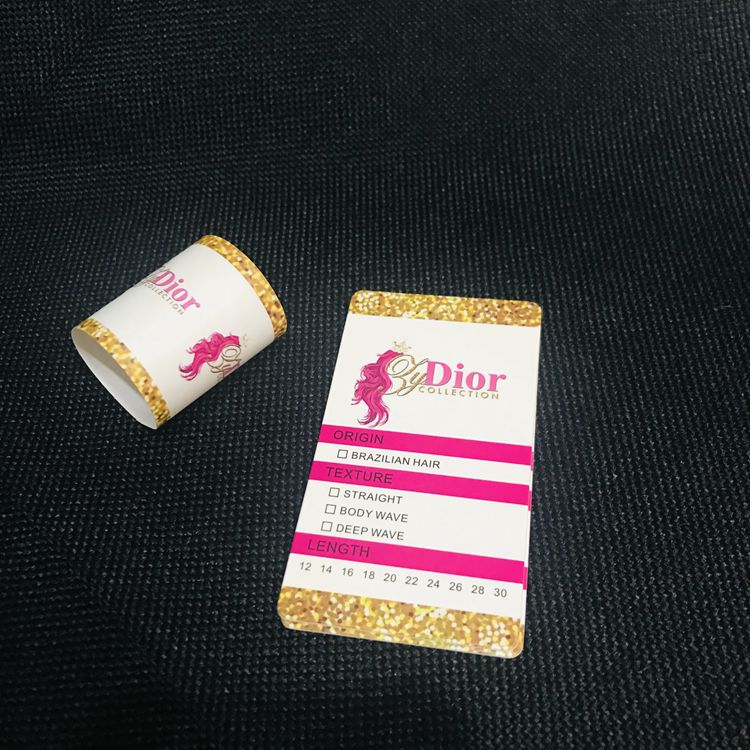 Dior
COLLECTION
ZyDior
COLLECTION
ORIGIN
☐ BRAZILIAN HAIR
TEXTURE
☐ STRAIGHT
☐ BODY WAVE
☐ DEEP WAVE
LENGTH
12 14 16 18 20 22 24 26 28 30